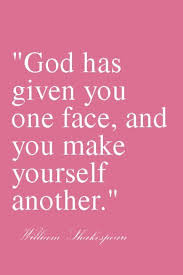 "God has
given you
one face, and
you make
yourself
another."
William Shakespeare